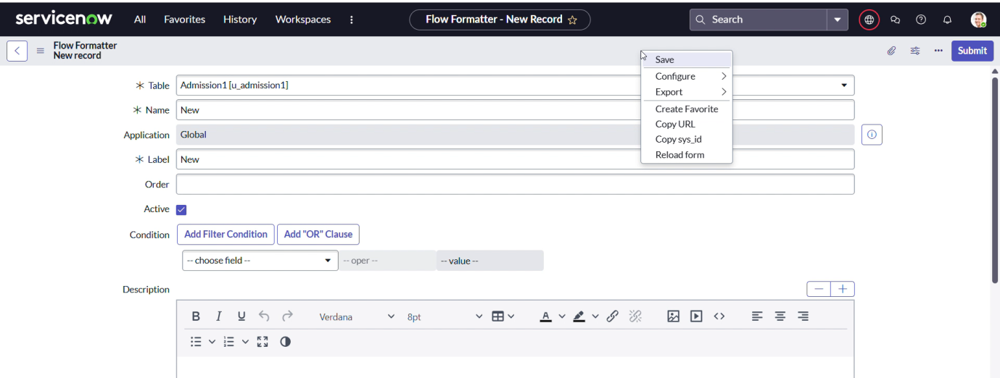 servicenow All Favorites History Workspaces Flow Formatter - New Record Search
Flow Formatter
New record
Submit
Save
Configure
Export
Create Favorite
Copy URL
Copy sys_id
Reload form
Table Admission1 [u_admission1]
Name New
Application Global
Label New
Order
Active
Condition Add Filter Condition Add "OR" Clause
-- choose field -- -- oper -- -- value --
Description
B I U Verdana 8pt A